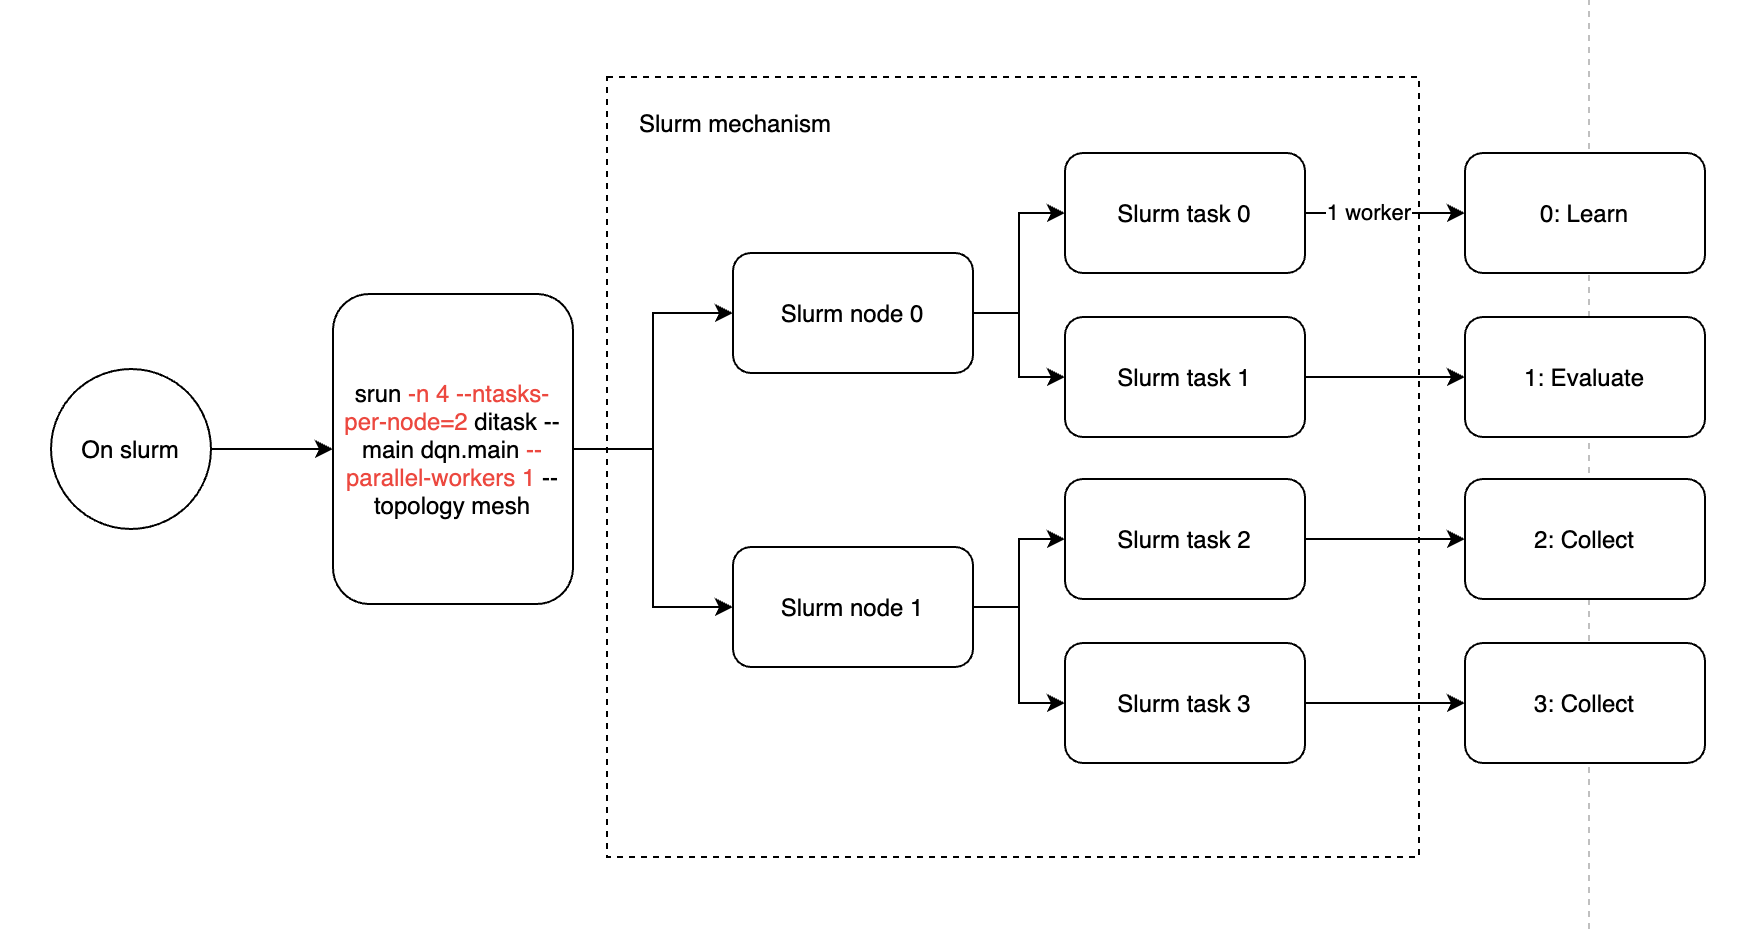 On slurm
srun -n 4 --ntasks-
per-node=2 ditask --
main dqn.main --
parallel-workers 1 --
topology mesh
Slurm mechanism
Slurm node 0
Slurm node 1
Slurm task 0
1 worker
0: Learn
Slurm task 1
1: Evaluate
Slurm task 2
2: Collect
Slurm task 3
3: Collect